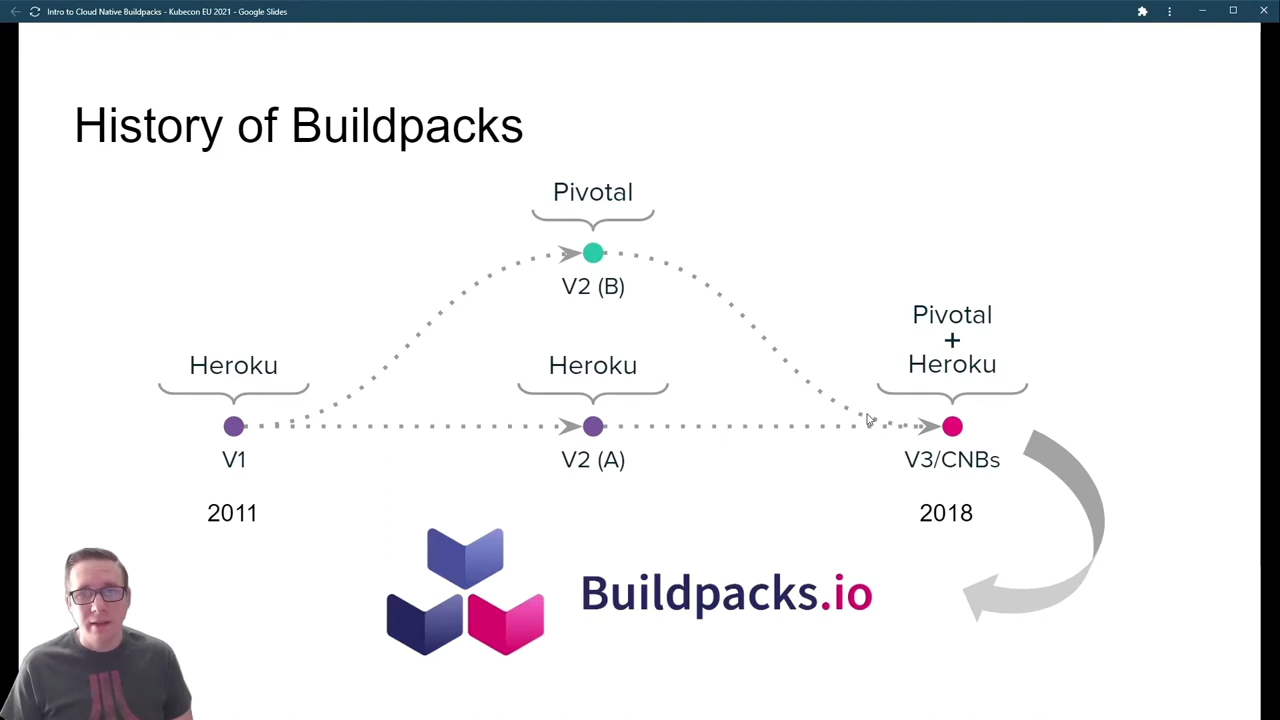 Intro to Cloud Native Buildpacks - Kubecon EU 2021 - Google Slides
History of Buildpacks
Pivotal
V2 (B)
Pivotal
+
Heroku
Heroku
Heroku
V1
V2 (A)
V3/CNBs
2011
2018
Buildpacks.io